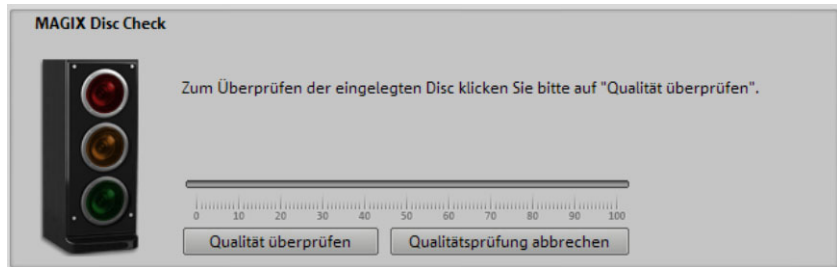 MAGIX Disc Check
Zum Überprüfen der eingelegten Disc klicken Sie bitte auf "Qualität überprüfen".
0 10 20 30 40 50 60 70 80 90 100
Qualität überprüfen Qualitätsprüfung abbrechen